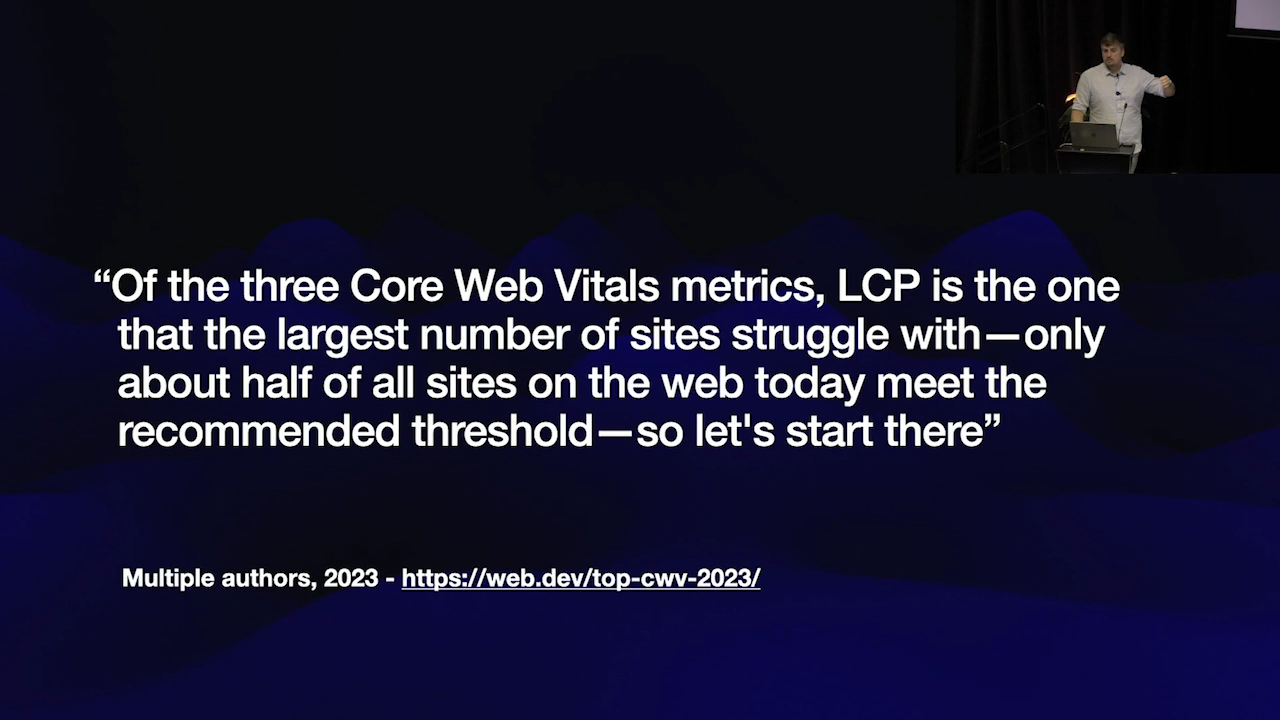 “Of the three Core Web Vitals metrics, LCP is the one
that the largest number of sites struggle with—only
about half of all sites on the web today meet the
recommended threshold—so let's start there”
Multiple authors, 2023 - https://web.dev/top-cwv-2023/